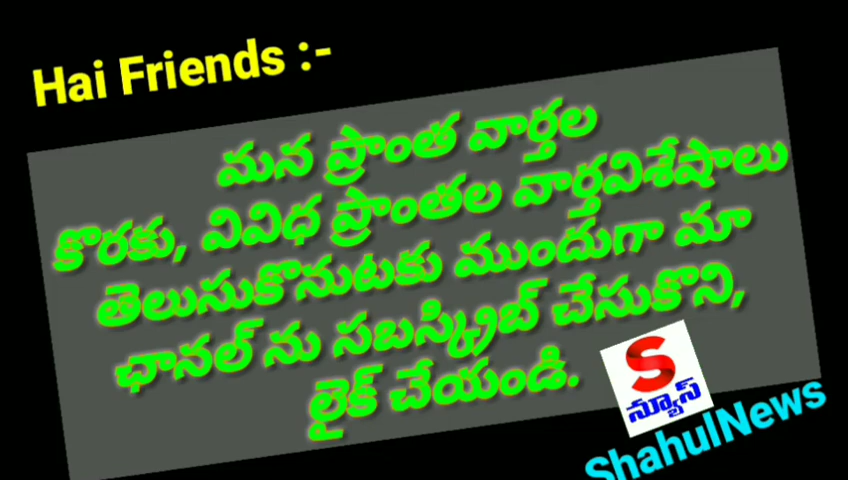 Hai Friends :-
మన ప్రాంత వార్తల
కొరకు, వివిధ ప్రాంతల వార్తవిశేషాలు
తెలుసుకొనుటకు ముందుగా మా
ఛానల్ ను సబస్క్రిబ్ చేసుకొని,
లైక్ చేయండి.
S
న్యూస్
ShahulNews